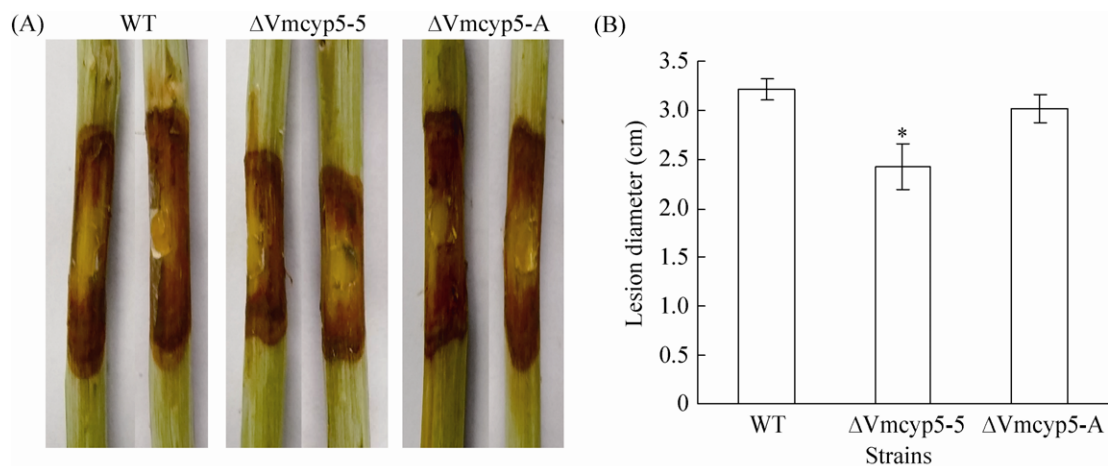 (A)
WT
ΔVmcyp5-5
ΔVmcyp5-A
(B)
Lesion diameter (cm)
3.5
3.0
2.5
2.0
1.5
1.0
0.5
0
*
WT
ΔVmcyp5-5
ΔVmcyp5-A
Strains